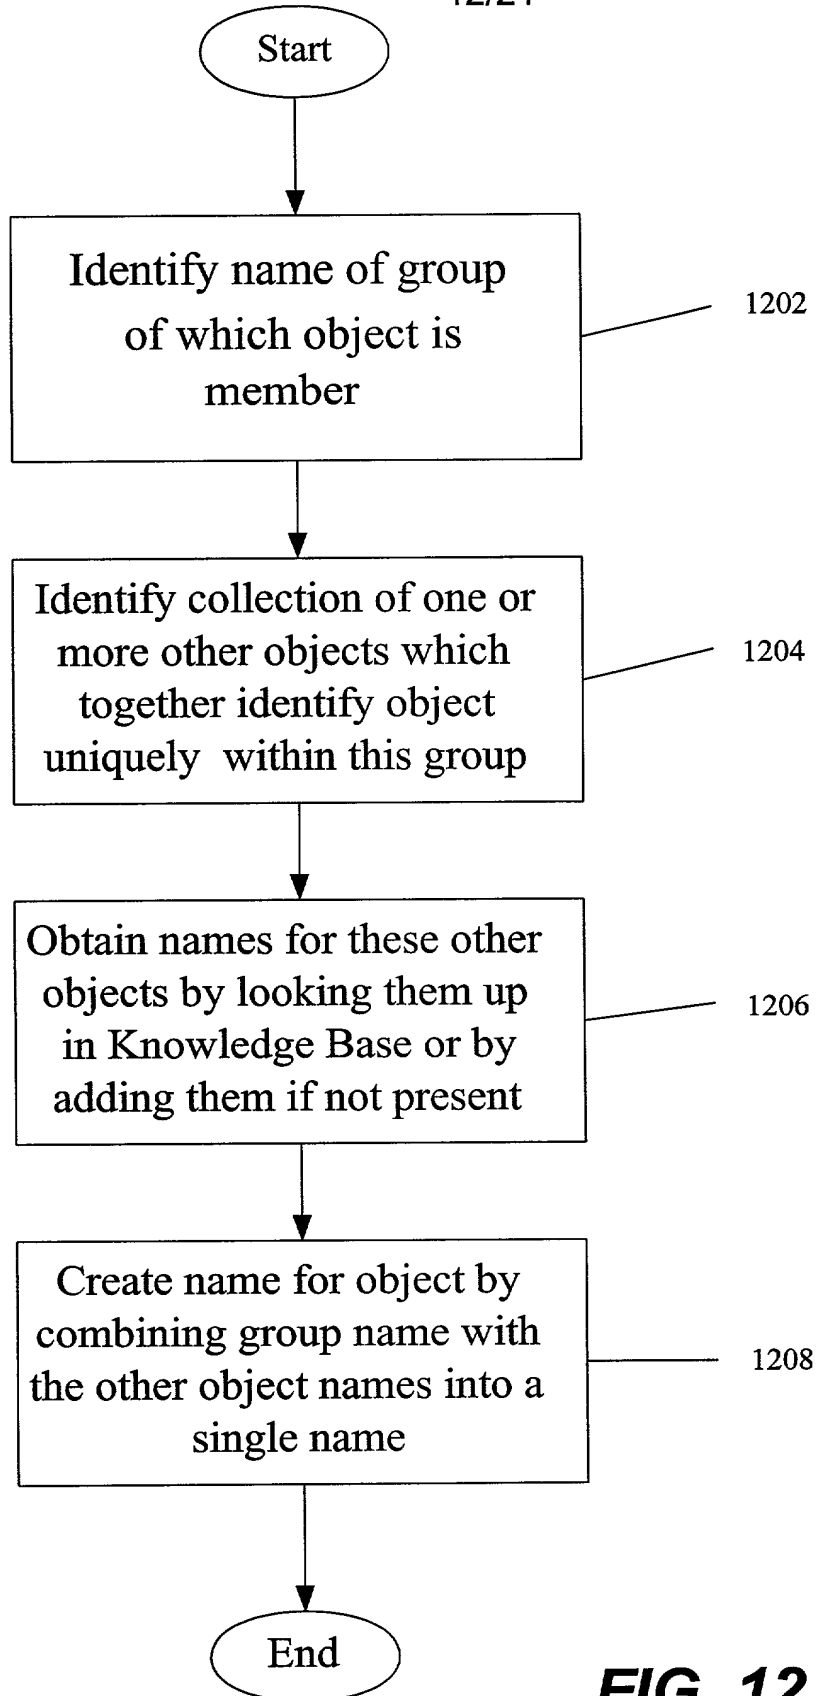 Start
Identify name of group
of which object is
member
1202
Identify collection of one or
more other objects which
together identify object
uniquely within this group
1204
Obtain names for these other
objects by looking them up
in Knowledge Base or by
adding them if not present
1206
Create name for object by
combining group name with
the other object names into a
single name
1208
End
FIG. 12